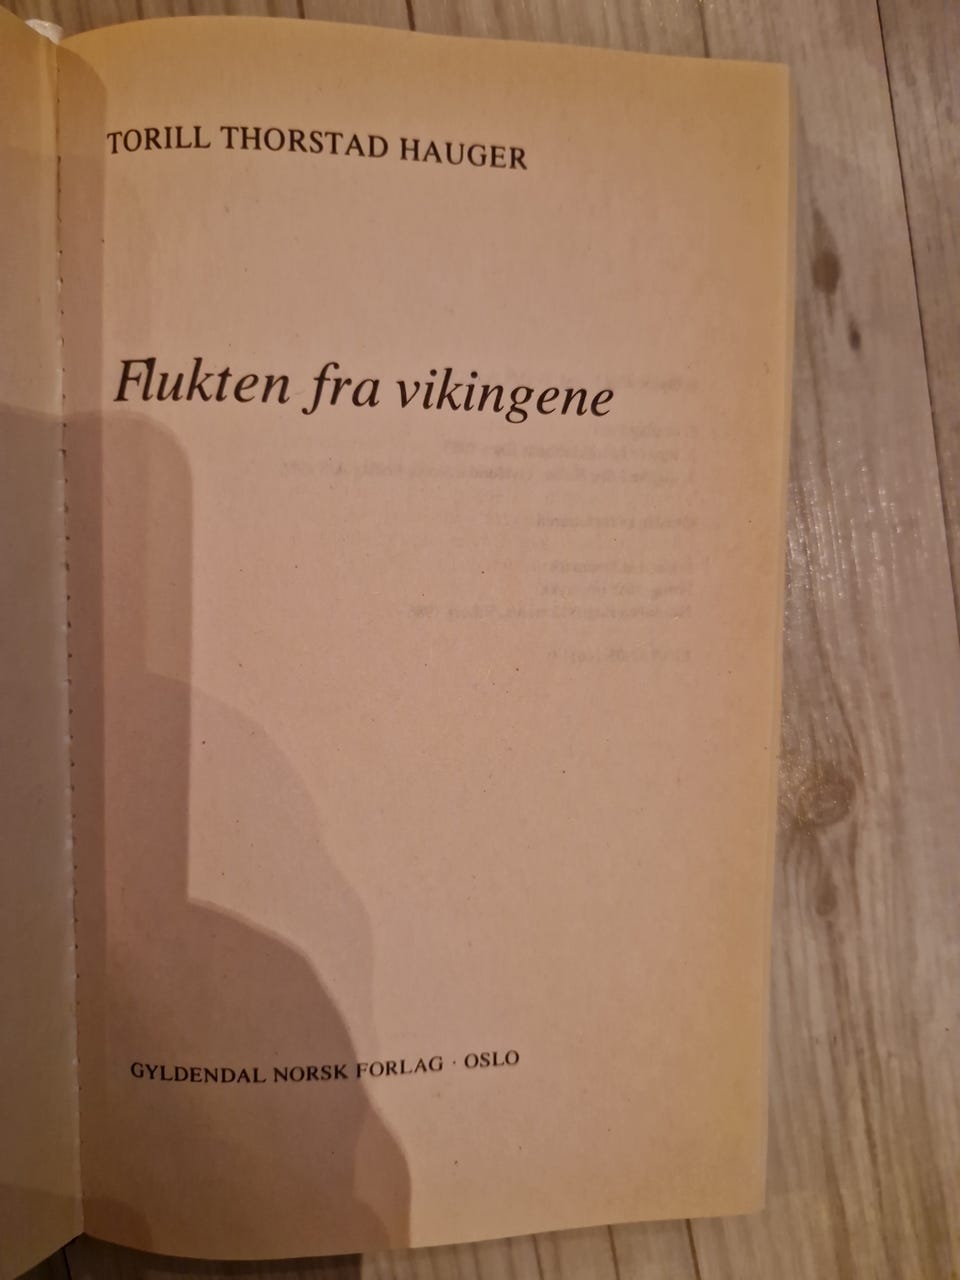 TORILL THORSTAD HAUGER
Flukten fra vikingene
GYLDENDAL NORSK FORLAG · OSLO